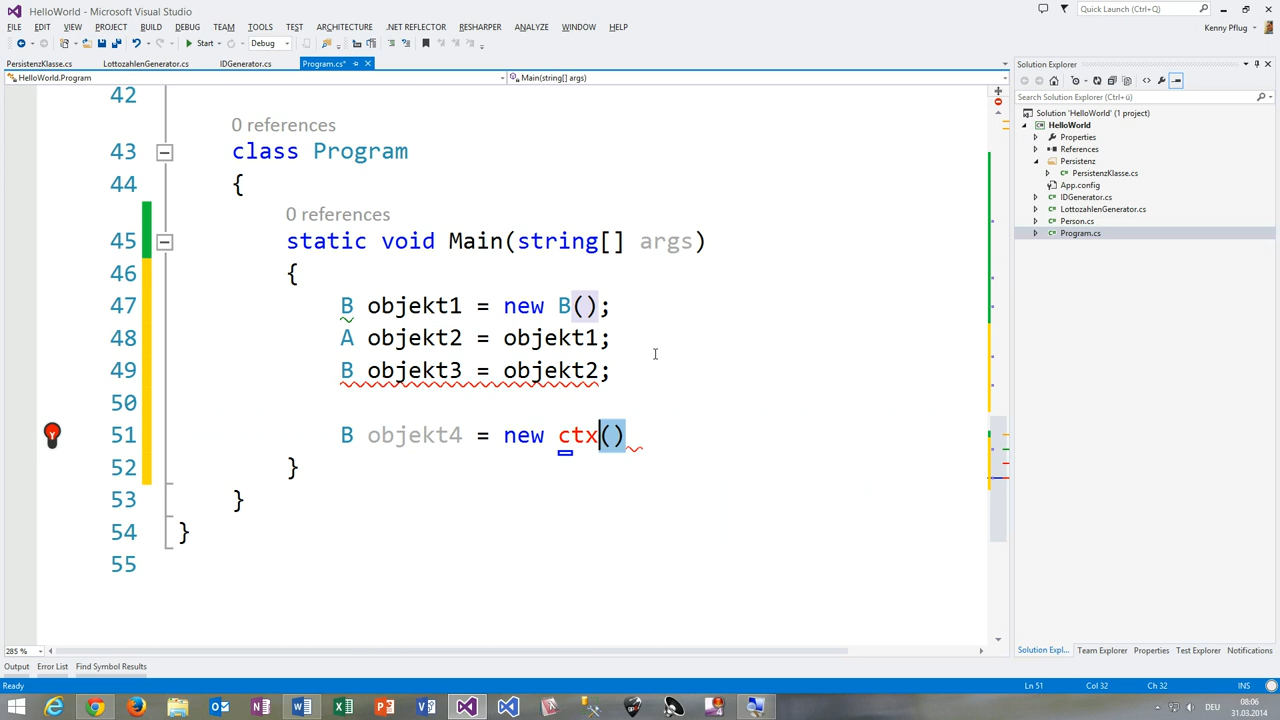 HelloWorld - Microsoft Visual Studio
Quick Launch (Ctrl+Q)
FILE EDIT VIEW PROJECT BUILD DEBUG TEAM TOOLS TEST ARCHITECTURE .NET REFLECTOR RESHARPER ANALYZE WINDOW HELP
Kenny Pflug
Start Debug
PersistenzKlasse.cs LottozahlenGenerator.cs IDGenerator.cs Program.cs*
HelloWorld.Program Main(string[] args)
42
0 references
43 class Program
44 {
0 references
45 static void Main(string[] args)
46 {
47 B objekt1 = new B();
48 A objekt2 = objekt1;
49 B objekt3 = objekt2;
50
51 B objekt4 = new ctx()
52 }
53 }
54 }
55
285 %
Solution Explorer
Search Solution Explorer (Ctrl+ü)
Solution 'HelloWorld' (1 project)
HelloWorld
Properties
References
Persistenz
PersistenzKlasse.cs
App.config
IDGenerator.cs
LottozahlenGenerator.cs
Person.cs
Program.cs
Solution Expl... Team Explorer Properties Test Explorer Notifications
Output Error List Find Symbol Results
Ready Ln 51 Col 32 Ch 32 INS
DEU 08:06
31.03.2014